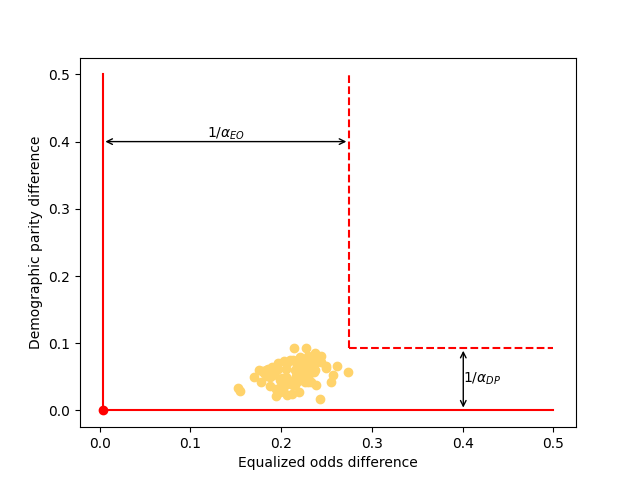 0.5
0.4
0.3
0.2
0.1
0.0
Demographic parity difference
1/α_EO
1/α_DP
0.0 0.1 0.2 0.3 0.4 0.5
Equalized odds difference